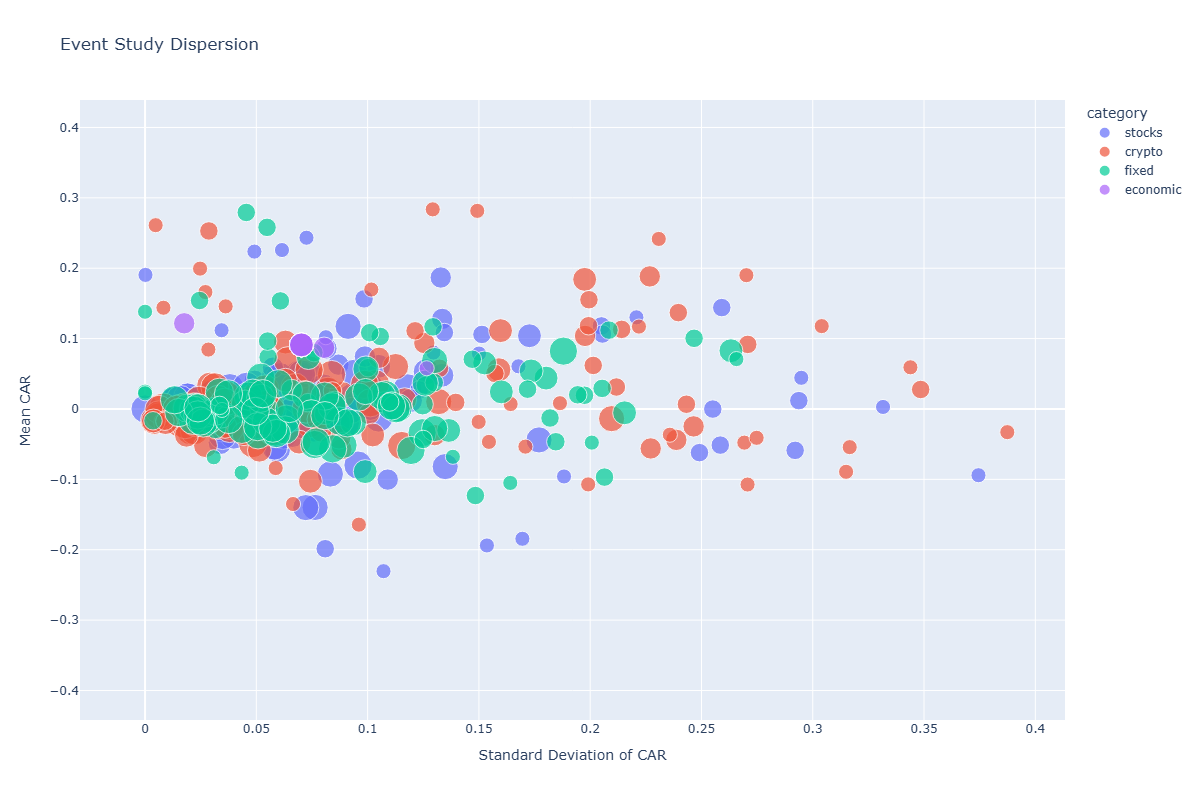 Event Study Dispersion
category
stocks
crypto
fixed
economic
Mean CAR
0.4
0.3
0.2
0.1
0
−0.1
−0.2
−0.3
−0.4
0
0.05
0.1
0.15
0.2
0.25
0.3
0.35
0.4
Standard Deviation of CAR